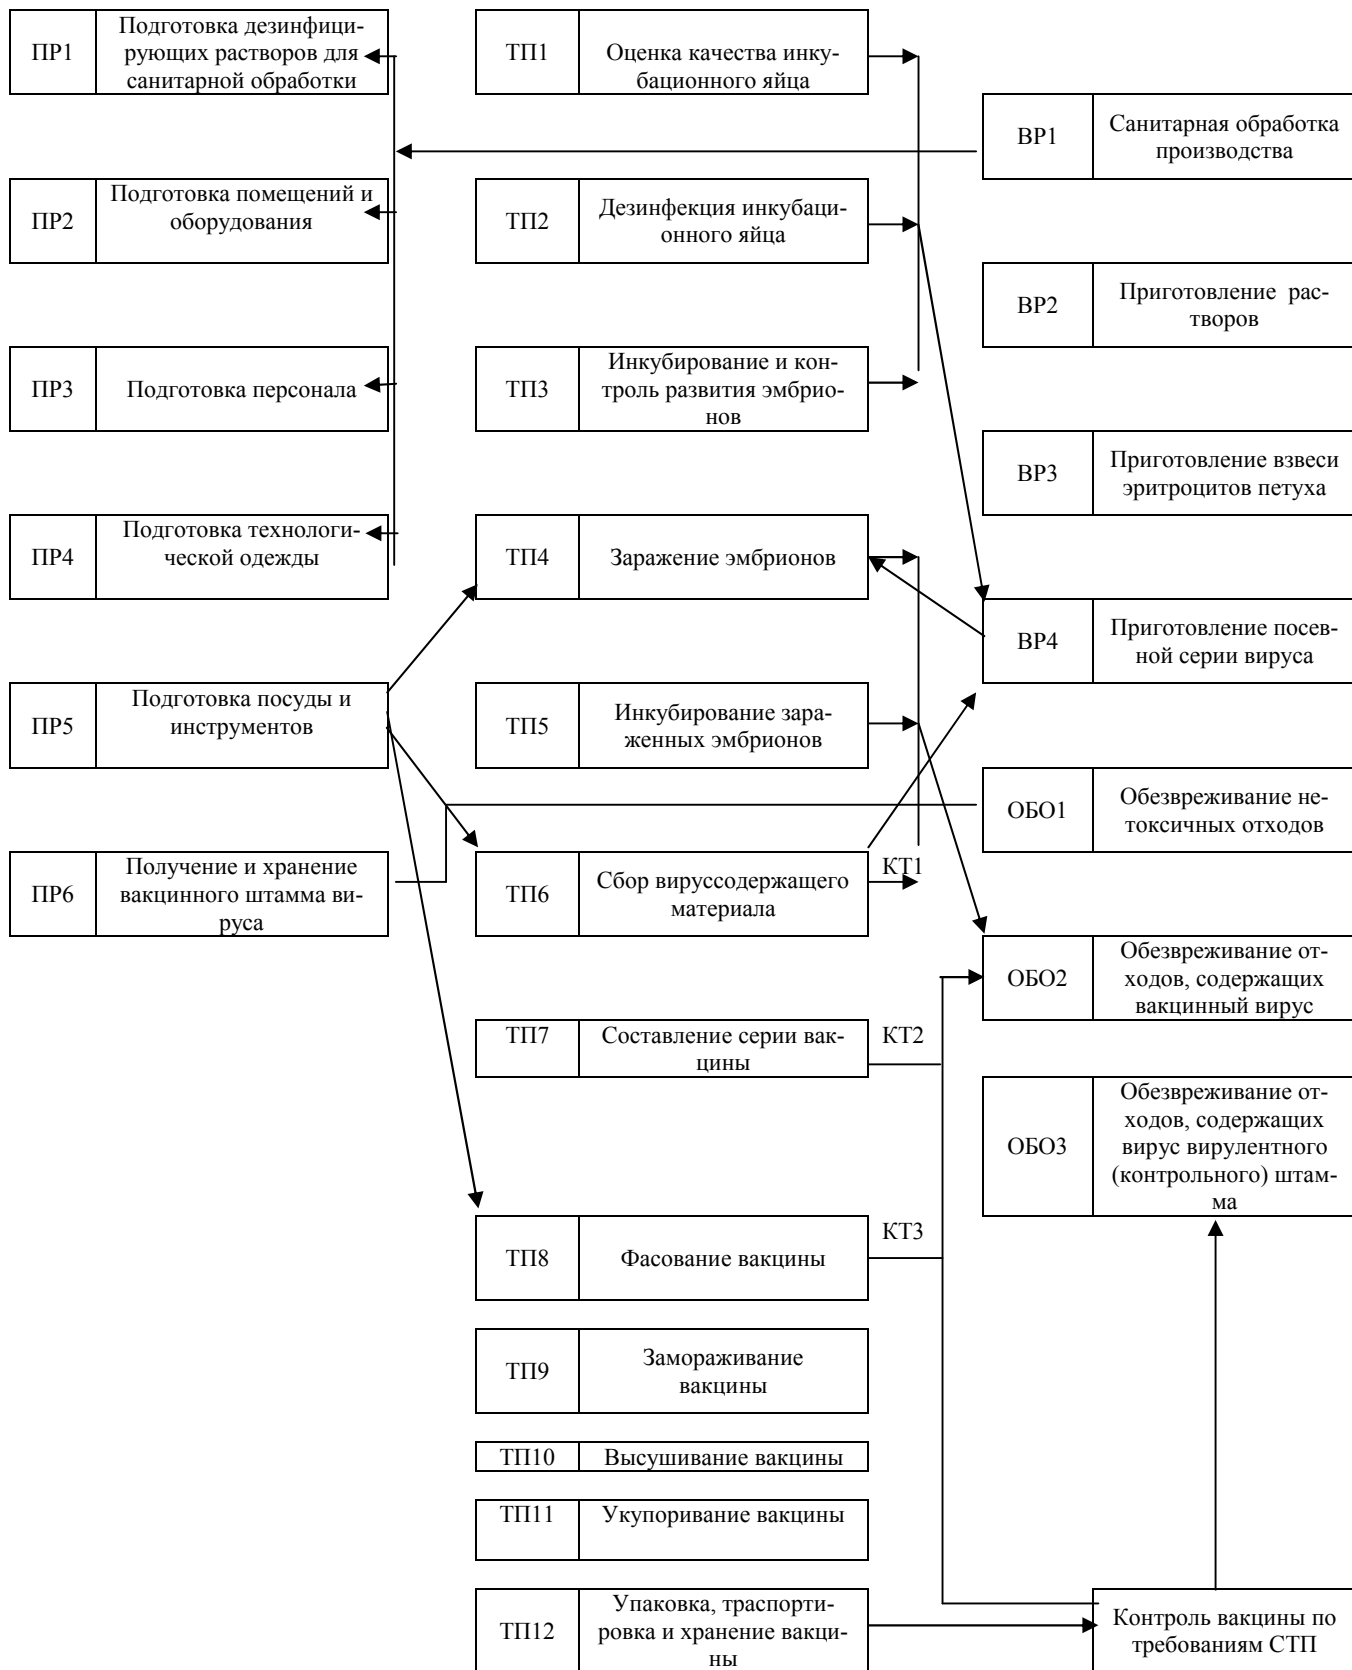 ПР1
Подготовка дезинфици-
рующих растворов для
санитарной обработки
ПР2
Подготовка помещений и
оборудования
ПР3
Подготовка персонала
ПР4
Подготовка технологи-
ческой одежды
ПР5
Подготовка посуды и
инструментов
ПР6
Получение и хранение
вакцинного штамма ви-
руса
ТП1
Оценка качества инку-
бационного яйца
ТП2
Дезинфекция инкубаци-
онного яйца
ТП3
Инкубирование и кон-
троль развития эмбрио-
нов
ТП4
Заражение эмбрионов
ТП5
Инкубирование зара-
женных эмбрионов
ТП6
Сбор вируссодержащего
материала
КТ1
ТП7
Составление серии вак-
цины
КТ2
ТП8
Фасование вакцины
КТ3
ТП9
Замораживание
вакцины
ТП10
Высушивание вакцины
ТП11
Укупоривание вакцины
ТП12
Упаковка, траспорти-
ровка и хранение вакци-
ны
ВР1
Санитарная обработка
производства
ВР2
Приготовление рас-
творов
ВР3
Приготовление взвеси
эритроцитов петуха
ВР4
Приготовление посев-
ной серии вируса
ОБО1
Обезвреживание не-
токсичных отходов
ОБО2
Обезвреживание от-
ходов, содержащих
вакцинный вирус
ОБО3
Обезвреживание от-
ходов, содержащих
вирус вирулентного
(контрольного) штам-
ма
Контроль вакцины по
требованиям СТП